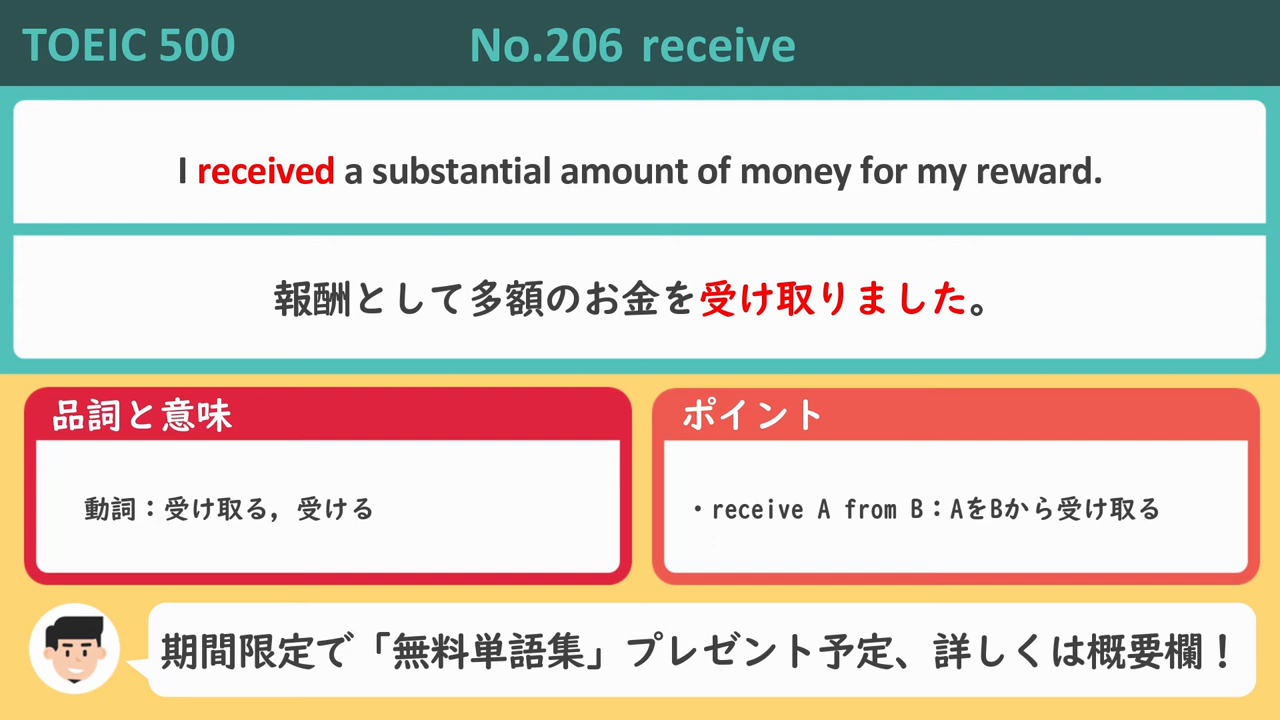 TOEIC 500
No.206 receive
I received a substantial amount of money for my reward.
報酬として多額のお金を受け取りました。
品詞と意味
動詞：受け取る，受ける
ポイント
・receive A from B：AをBから受け取る
期間限定で「無料単語集」プレゼント予定、詳しくは概要欄！